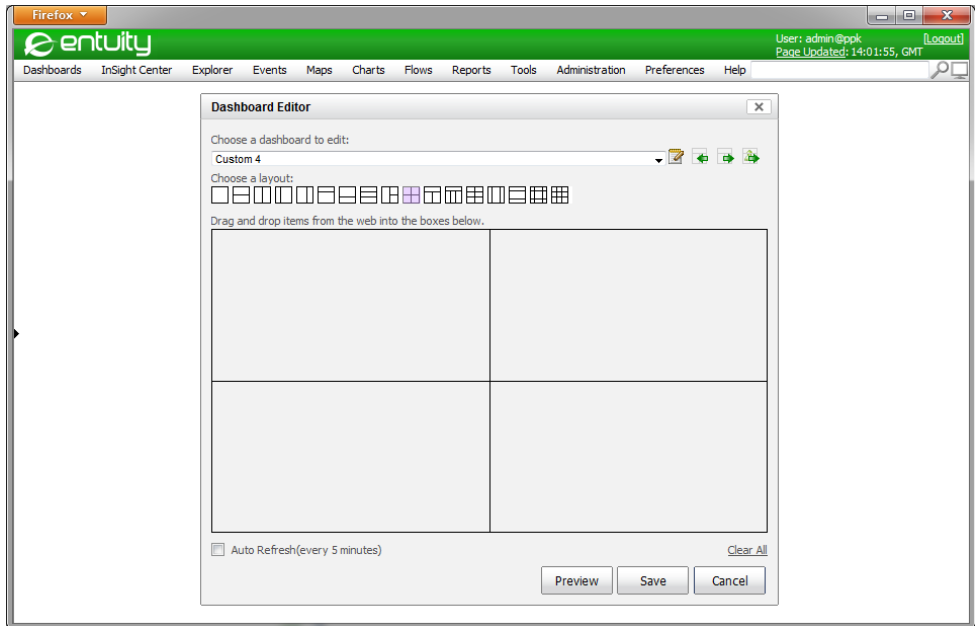 Firefox
entuity
User: admin@ppk [Logout]
Page Updated: 14:01:55, GMT
Dashboards InSight Center Explorer Events Maps Charts Flows Reports Tools Administration Preferences Help
Dashboard Editor
Choose a dashboard to edit:
Custom 4
Choose a layout:
Drag and drop items from the web into the boxes below.
Auto Refresh(every 5 minutes) Clear All
Preview Save Cancel